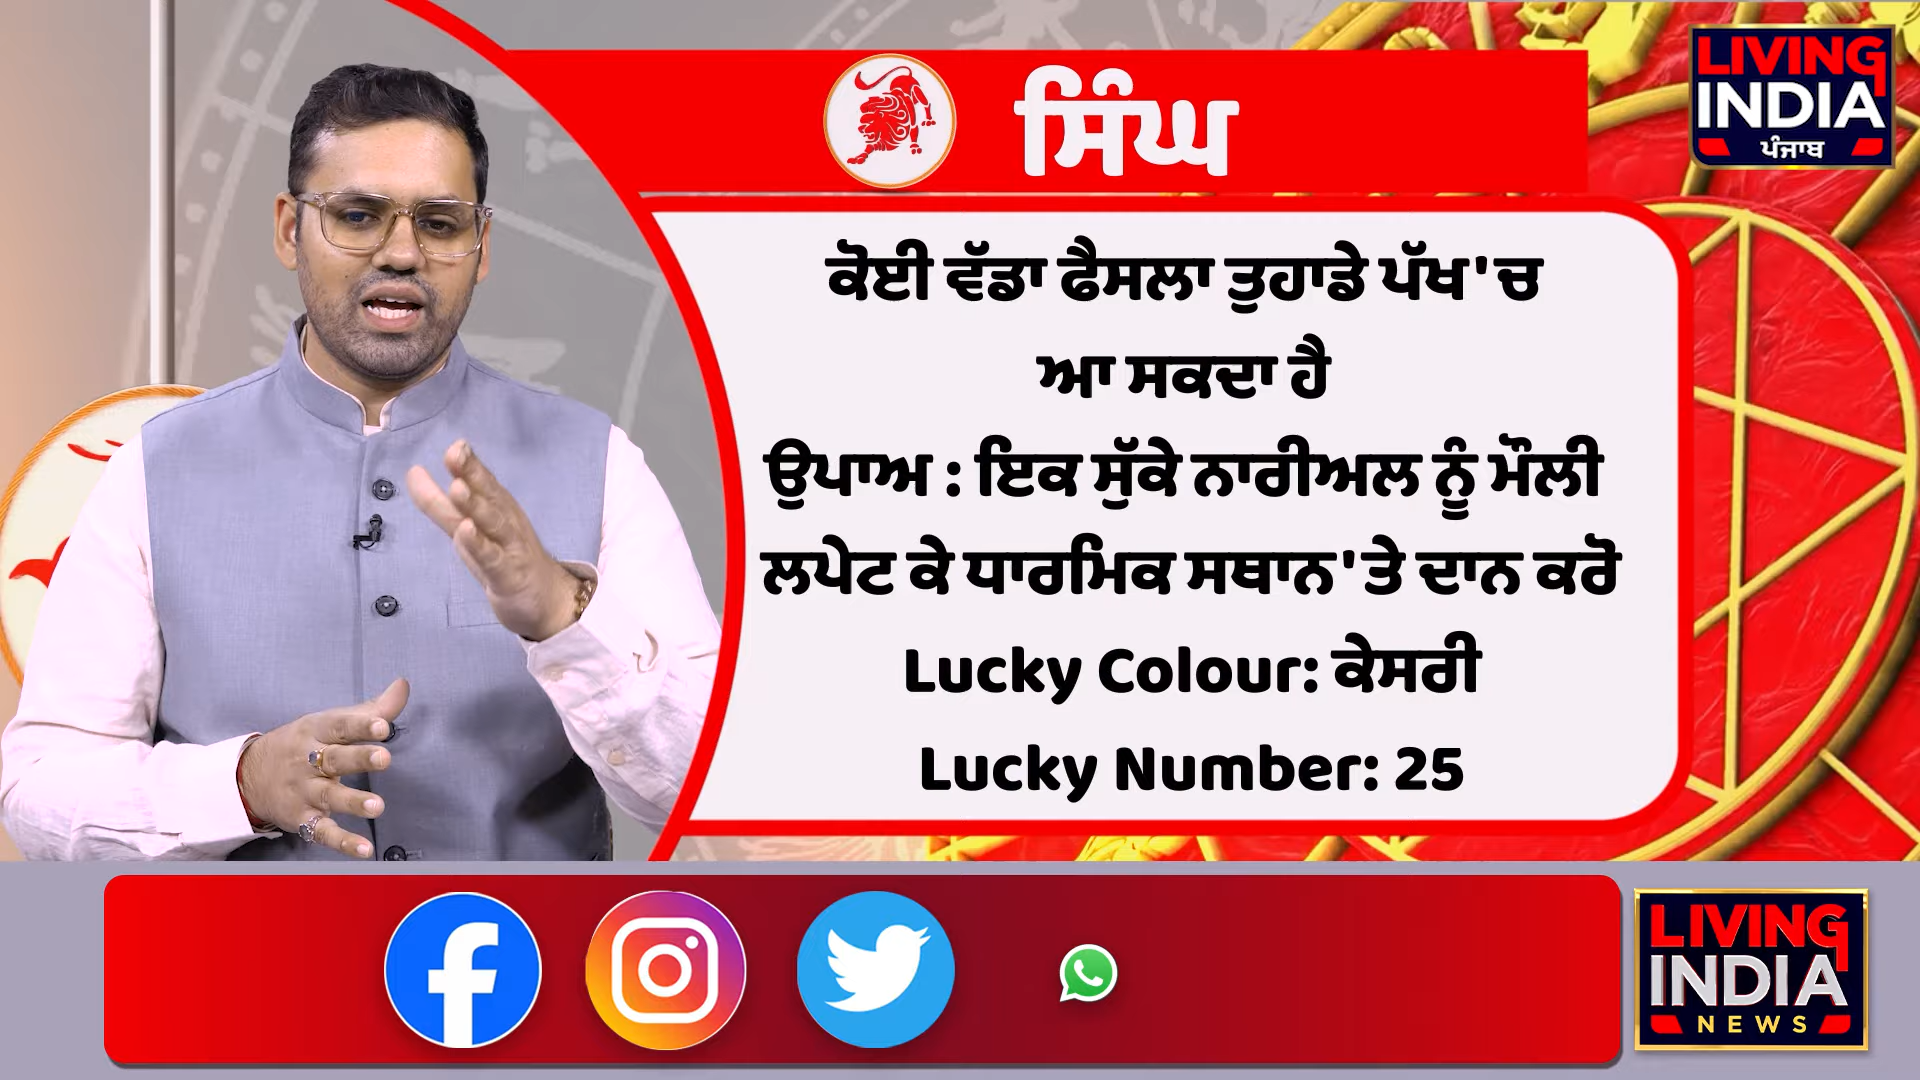 ਸਿੰਘ
LIVING
INDIA
ਪੰਜਾਬ
ਕੋਈ ਵੱਡਾ ਫੈਸਲਾ ਤੁਹਾਡੇ ਪੱਖ'ਚ
ਆ ਸਕਦਾ ਹੈ
ਉਪਾਅ : ਇਕ ਸੁੱਕੇ ਨਾਰੀਅਲ ਨੂੰ ਮੌਲੀ
ਲਪੇਟ ਕੇ ਧਾਰਮਿਕ ਸਥਾਨ'ਤੇ ਦਾਨ ਕਰੋ
Lucky Colour: ਕੇਸਰੀ
Lucky Number: 25
LIVING
INDIA
NEWS